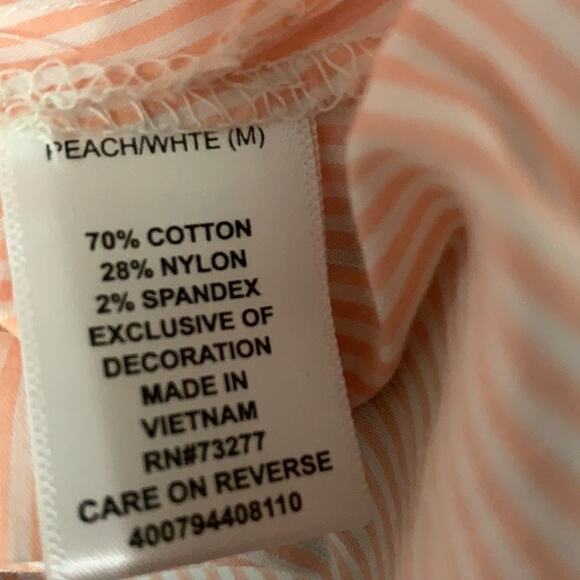 PEACH/WHTE (M)
70% COTTON
28% NYLON
2% SPANDEX
EXCLUSIVE OF
DECORATION
MADE IN
VIETNAM
RN#73277
CARE ON REVERSE
400794408110